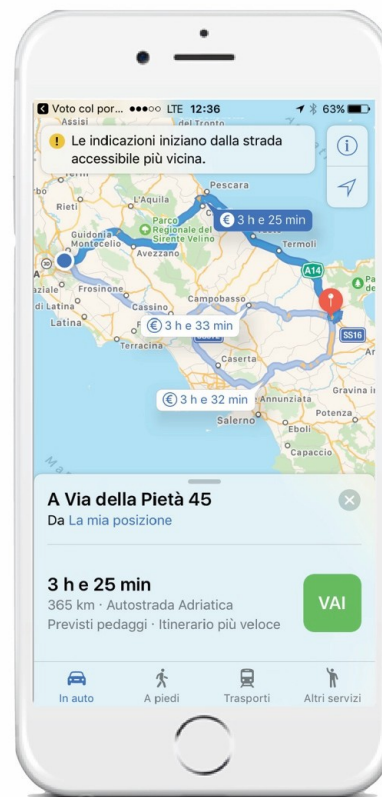 Voto col por... LTE 12:36 63%
Assisi
del Tronto
! Le indicazioni iniziano dalla strada
accessibile più vicina.
Rieti
L'Aquila
Pescara
€ 3 h e 25 min
Parco
Regionale del
Sirente Velino
Guidonia
Montecelio
Avezzano
Termoli
A14
Frosinone
Campobasso
Cassino
di Latina
Latina
€ 3 h e 33 min
SS16
Terracina
Caserta
€ 3 h e 32 min
Annunziata
Gravina i
Salerno
Potenza
Eboli
Capaccio
A Via della Pietà 45
Da La mia posizione
3 h e 25 min
365 km · Autostrada Adriatica
Previsti pedaggi · Itinerario più veloce
VAI
In auto A piedi Trasporti Altri servizi